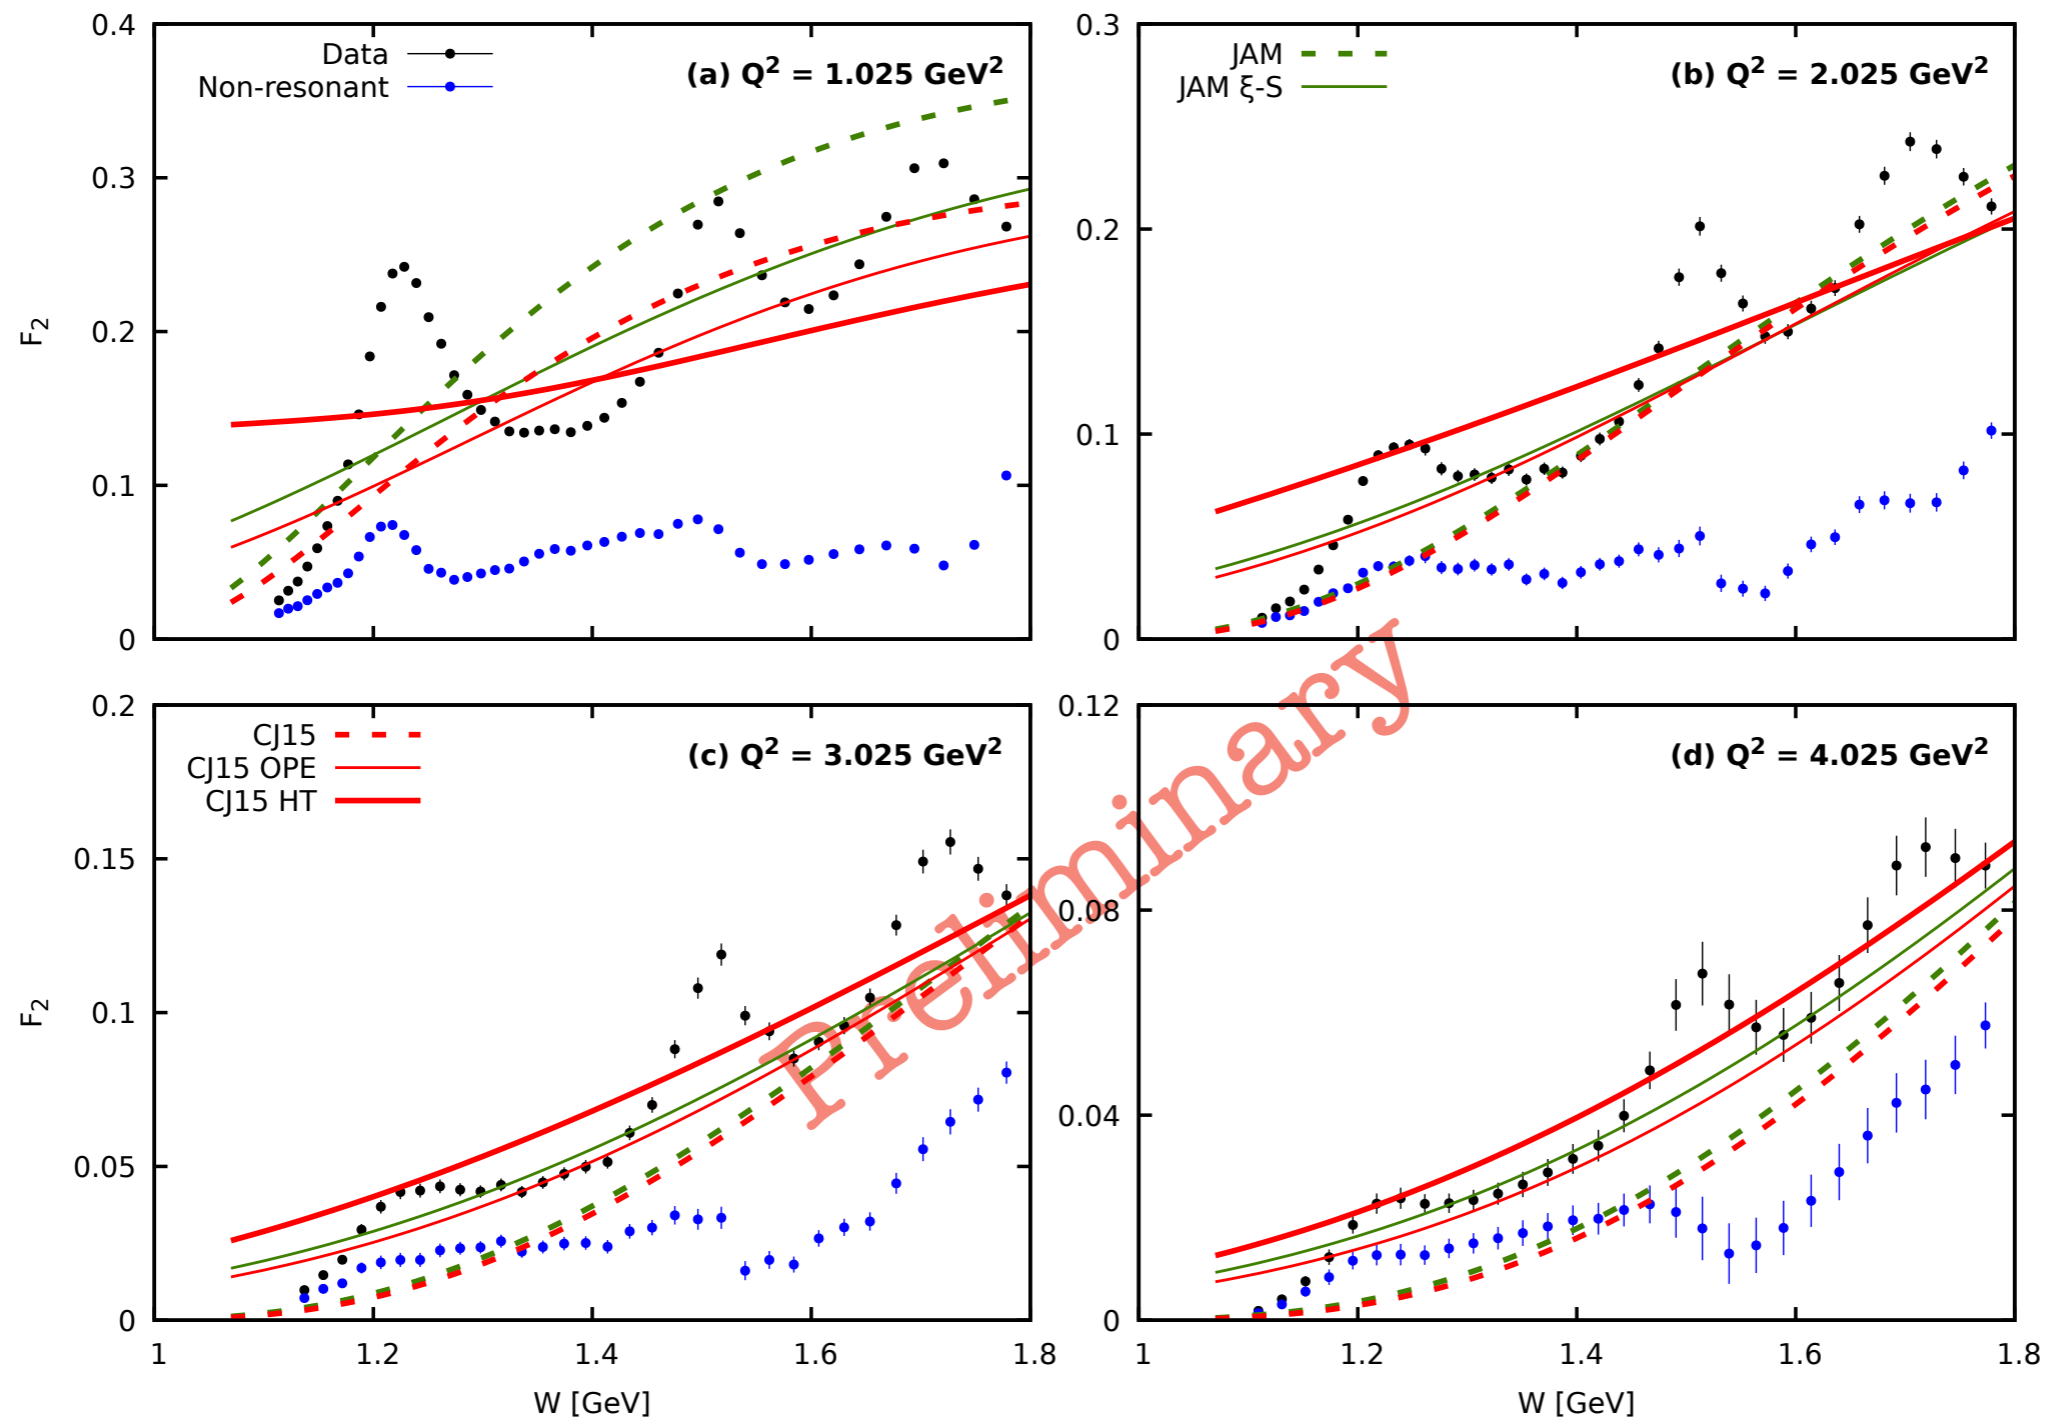 0.4
0.3
0.2
0.1
0
F2
Data
Non-resonant
(a) Q² = 1.025 GeV²
0.3
0.2
0.1
0
JAM
JAM ξ-S
(b) Q² = 2.025 GeV²
0.2
0.15
0.1
0.05
0
F2
CJ15
CJ15 OPE
CJ15 HT
(c) Q² = 3.025 GeV²
1 1.2 1.4 1.6 1.8
W [GeV]
0.12
0.08
0.04
0
(d) Q² = 4.025 GeV²
1 1.2 1.4 1.6 1.8
W [GeV]
Preliminary